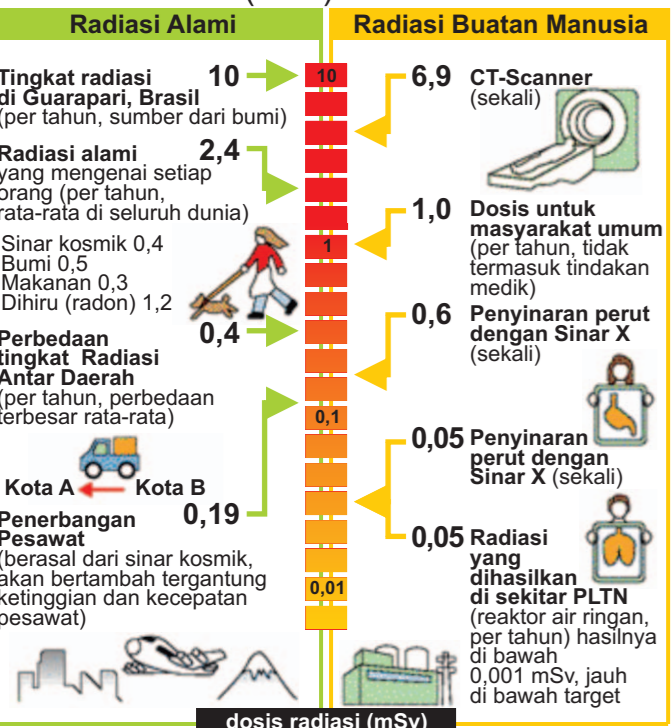 Radiasi Alami
Tingkat radiasi 10
di Guarapari, Brasil
(per tahun, sumber dari bumi)
Radiasi alami 2,4
yang mengenai setiap
orang (per tahun,
rata-rata di seluruh dunia)
Sinar kosmik 0,4
Bumi 0,5
Makanan 0,3
Dihiru (radon) 1,2
Perbedaan 0,4
tingkat Radiasi
Antar Daerah
(per tahun, perbedaan
terbesar rata-rata)
Kota A Kota B
Penerbangan 0,19
Pesawat
(berasal dari sinar kosmik,
akan bertambah tergantung
ketinggian dan kecepatan
pesawat)
10
1
0,1
0,01
Radiasi Buatan Manusia
6,9 CT-Scanner
(sekali)
1,0 Dosis untuk
masyarakat umum
(per tahun, tidak
termasuk tindakan
medik)
0,6 Penyinaran perut
dengan Sinar X
(sekali)
0,05 Penyinaran
perut dengan
Sinar X (sekali)
0,05 Radiasi
yang
dihasilkan
di sekitar PLTN
(reaktor air ringan,
per tahun) hasilnya
di bawah
0,001 mSv, jauh
di bawah target
dosis radiasi (mSv)